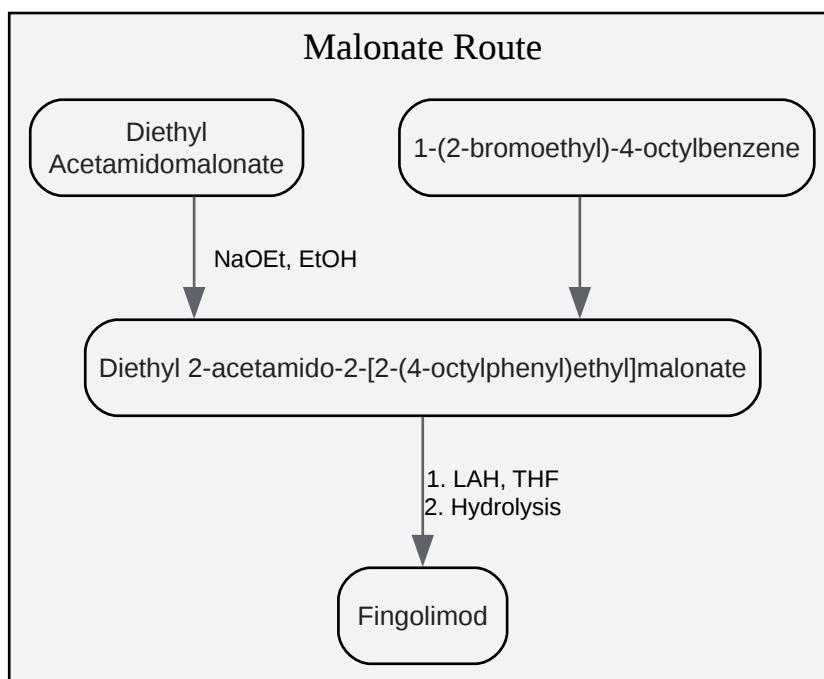 Malonate Route
Diethyl
Acetamidomalonate
1-(2-bromoethyl)-4-octylbenzene
NaOEt, EtOH
Diethyl 2-acetamido-2-[2-(4-octylphenyl)ethyl]malonate
1. LAH, THF
2. Hydrolysis
Fingolimod